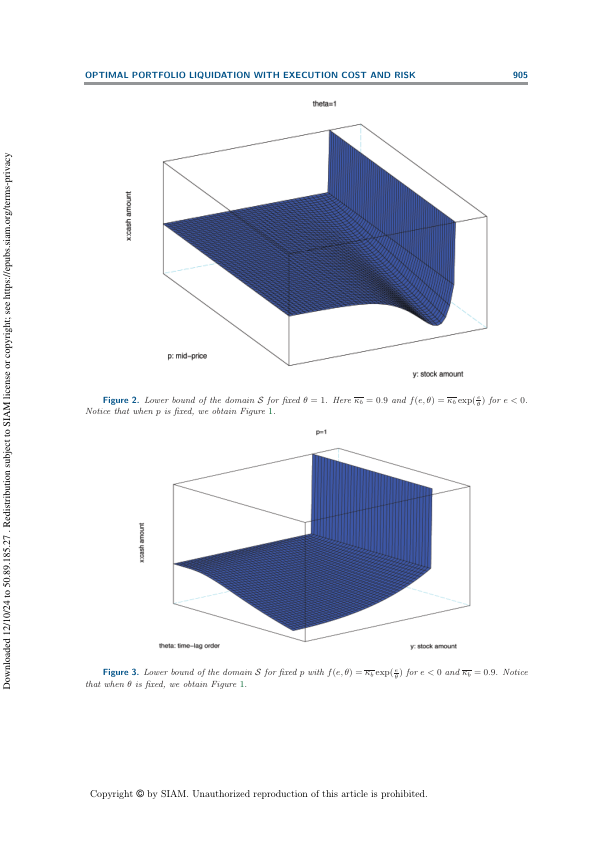 OPTIMAL PORTFOLIO LIQUIDATION WITH EXECUTION COST AND RISK 905
theta=1
x:cash amount
p: mid−price
y: stock amount
Figure 2. Lower bound of the domain S for fixed θ = 1. Here κ_b̅ = 0.9 and f(e, θ) = κ_b̅ exp(e/θ) for e < 0.
Notice that when p is fixed, we obtain Figure 1.
p=1
x:cash amount
theta: time−lag order
y: stock amount
Figure 3. Lower bound of the domain S for fixed p with f(e, θ) = κ_b̅ exp(e/θ) for e < 0 and κ_b̅ = 0.9. Notice
that when θ is fixed, we obtain Figure 1.
Copyright © by SIAM. Unauthorized reproduction of this article is prohibited.
Downloaded 12/10/24 to 50.89.185.27 . Redistribution subject to SIAM license or copyright; see https://epubs.siam.org/terms-privacy